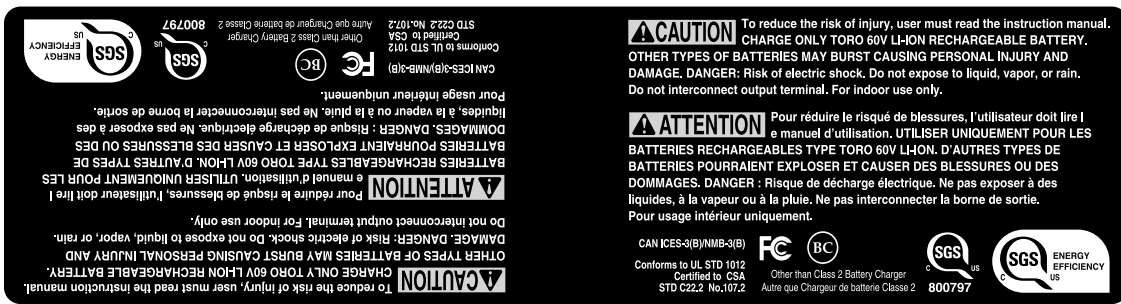 CAUTION To reduce the risk of injury, user must read the instruction manual.
CHARGE ONLY TORO 60V LI-ION RECHARGEABLE BATTERY.
OTHER TYPES OF BATTERIES MAY BURST CAUSING PERSONAL INJURY AND
DAMAGE. DANGER: Risk of electric shock. Do not expose to liquid, vapor, or rain.
Do not interconnect output terminal. For indoor use only.
ATTENTION Pour réduire le risqué de blessures, l'utilisateur doit lire l
e manuel d'utilisation. UTILISER UNIQUEMENT POUR LES
BATTERIES RECHARGEABLES TYPE TORO 60V LI-ION. D'AUTRES TYPES DE
BATTERIES POURRAIENT EXPLOSER ET CAUSER DES BLESSURES OU DES
DOMMAGES. DANGER : Risque de décharge électrique. Ne pas exposer à des
liquides, à la vapeur ou à la pluie. Ne pas interconnecter la borne de sortie.
Pour usage intérieur uniquement.
CAN ICES-3(B)/NMB-3(B)
Conforms to UL STD 1012
Certified to CSA
STD C22.2 No.107.2
FC
BC
Other than Class 2 Battery Charger
Autre que Chargeur de batterie Classe 2
SGS
C US
800797
SGS
C US
ENERGY
EFFICIENCY
CAUTION To reduce the risk of injury, user must read the instruction manual.
CHARGE ONLY TORO 60V LI-ION RECHARGEABLE BATTERY.
OTHER TYPES OF BATTERIES MAY BURST CAUSING PERSONAL INJURY AND
DAMAGE. DANGER: Risk of electric shock. Do not expose to liquid, vapor, or rain.
Do not interconnect output terminal. For indoor use only.
ATTENTION Pour réduire le risqué de blessures, l'utilisateur doit lire l
e manuel d'utilisation. UTILISER UNIQUEMENT POUR LES
BATTERIES RECHARGEABLES TYPE TORO 60V LI-ION. D'AUTRES TYPES DE
BATTERIES POURRAIENT EXPLOSER ET CAUSER DES BLESSURES OU DES
DOMMAGES. DANGER : Risque de décharge électrique. Ne pas exposer à des
liquides, à la vapeur ou à la pluie. Ne pas interconnecter la borne de sortie.
Pour usage intérieur uniquement.
CAN ICES-3(B)/NMB-3(B)
Conforms to UL STD 1012
Certified to CSA
STD C22.2 No.107.2
FC
BC
Other than Class 2 Battery Charger
Autre que Chargeur de batterie Classe 2
SGS
C US
800797
SGS
C US
ENERGY
EFFICIENCY